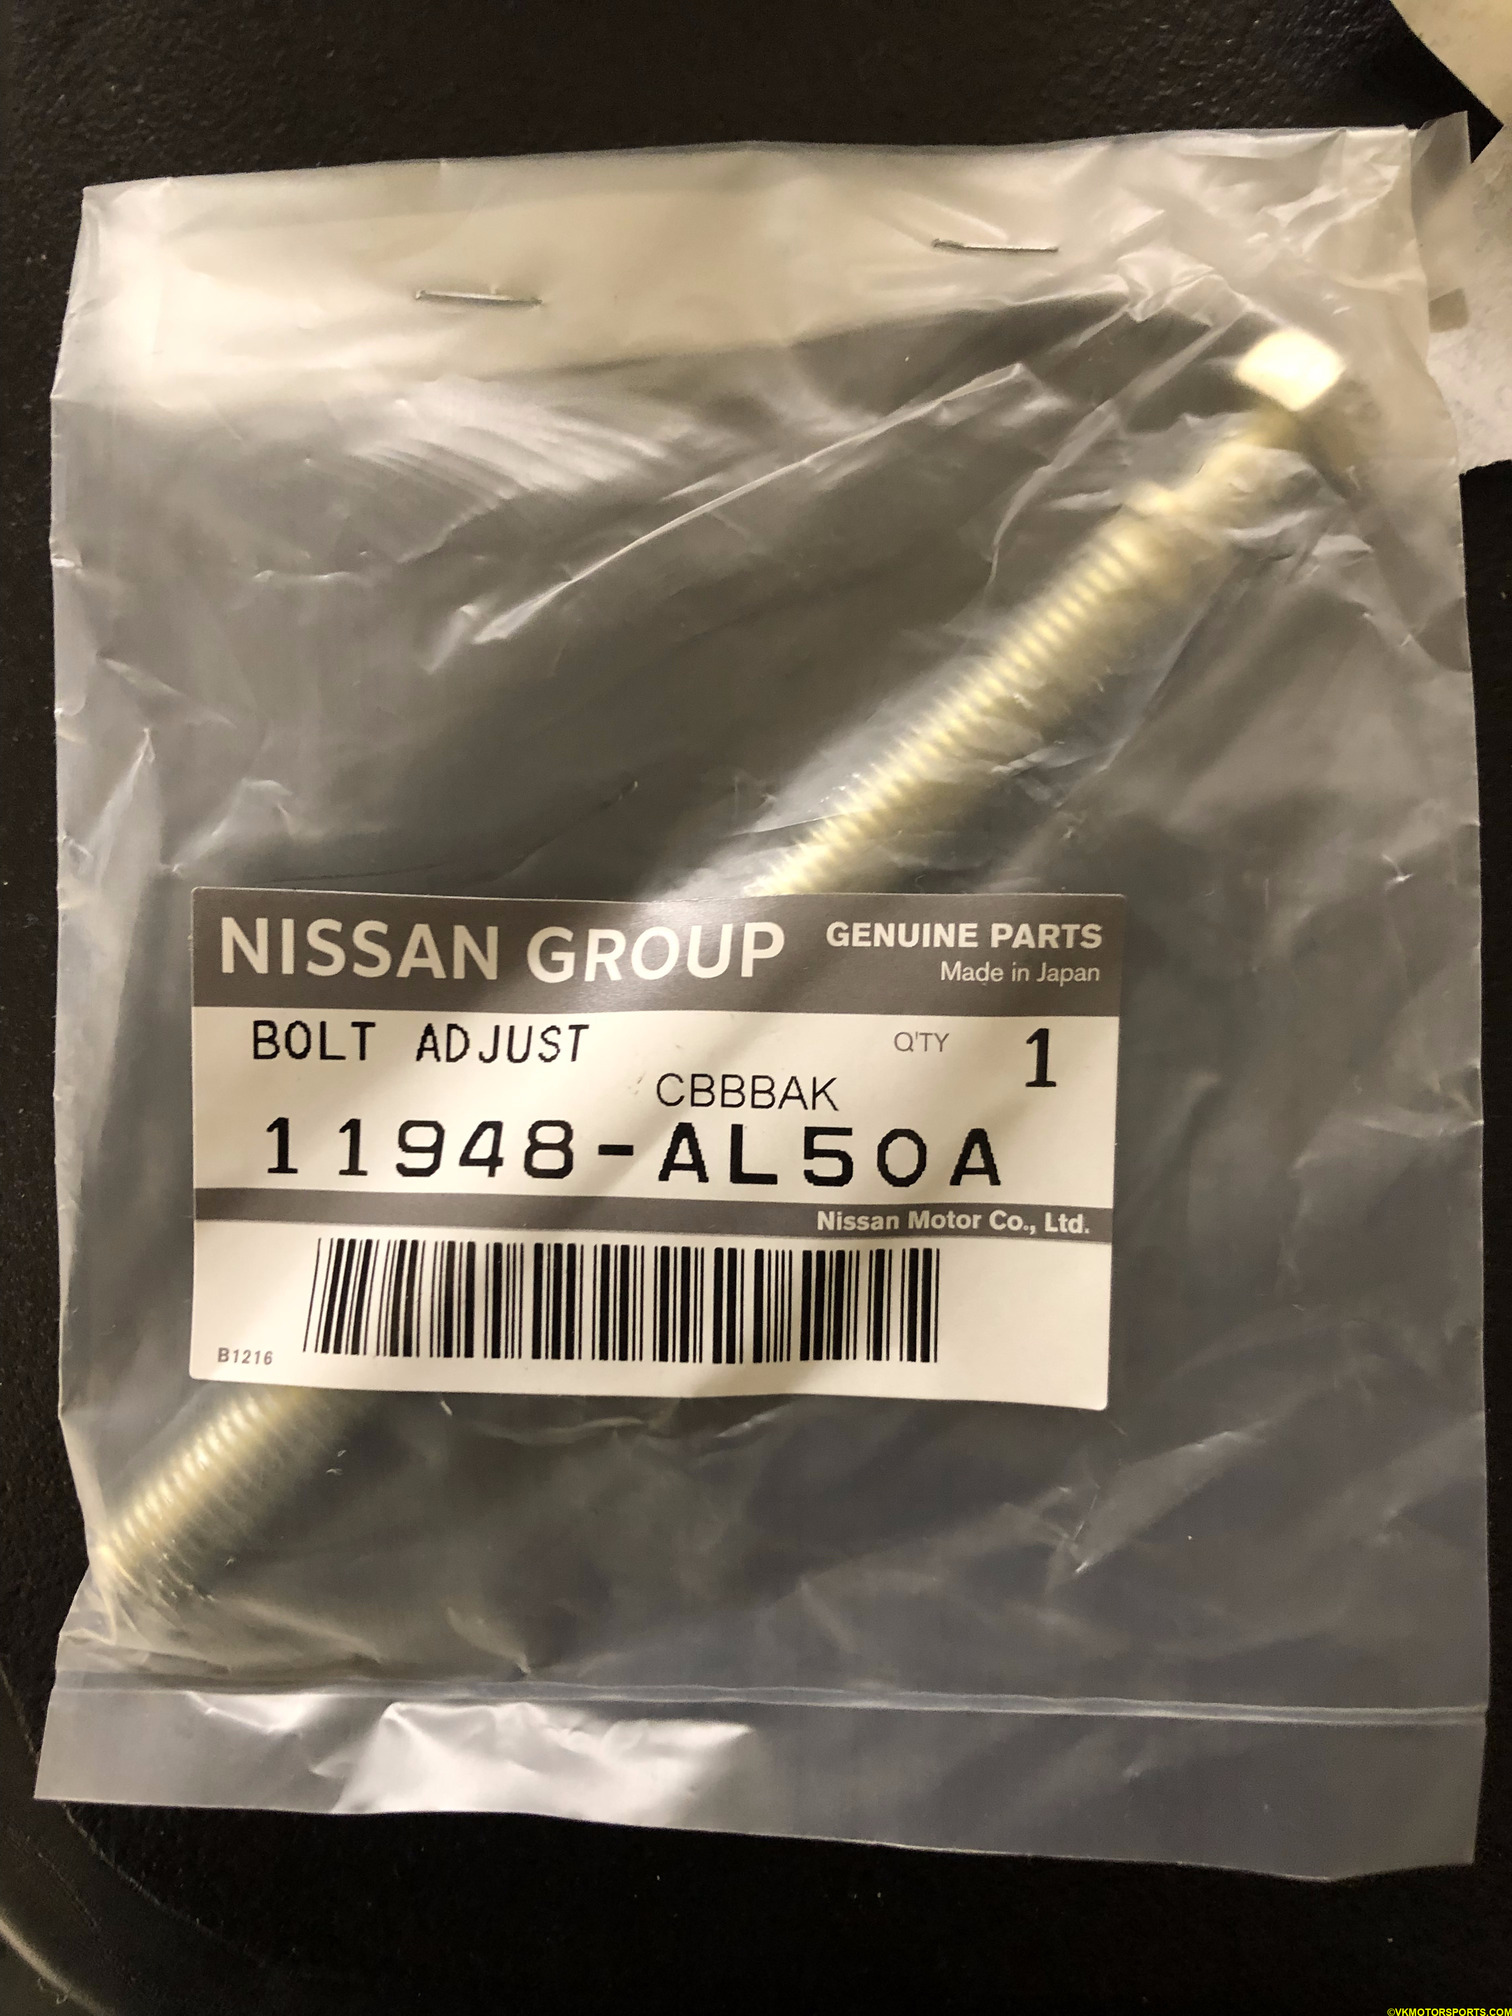 NISSAN GROUP GENUINE PARTS
Made in Japan
BOLT ADJUST Q'TY 1
CBBBAK
11948-AL50A
Nissan Motor Co., Ltd.
B1216
©VKMOTORSPORTS.COM